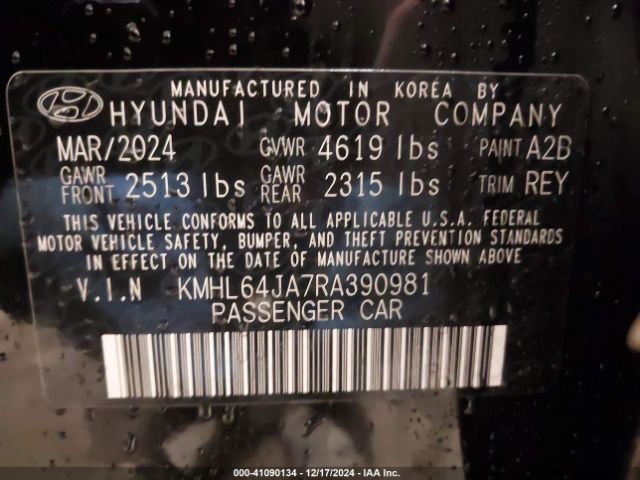 MANUFACTURED IN KOREA BY
HYUNDAI MOTOR COMPANY
MAR/2024 GVWR 4619 lbs PAINT A2B
GAWR FRONT 2513 lbs GAWR REAR 2315 lbs TRIM REY
THIS VEHICLE CONFORMS TO ALL APPLICABLE U.S.A. FEDERAL
MOTOR VEHICLE SAFETY, BUMPER, AND THEFT PREVENTION STANDARDS
IN EFFECT ON THE DATE OF MANUFACTURE SHOWN ABOVE
V.I.N KMHL64JA7RA390981
PASSENGER CAR
000-41090134 - 12/17/2024 - IAA Inc.